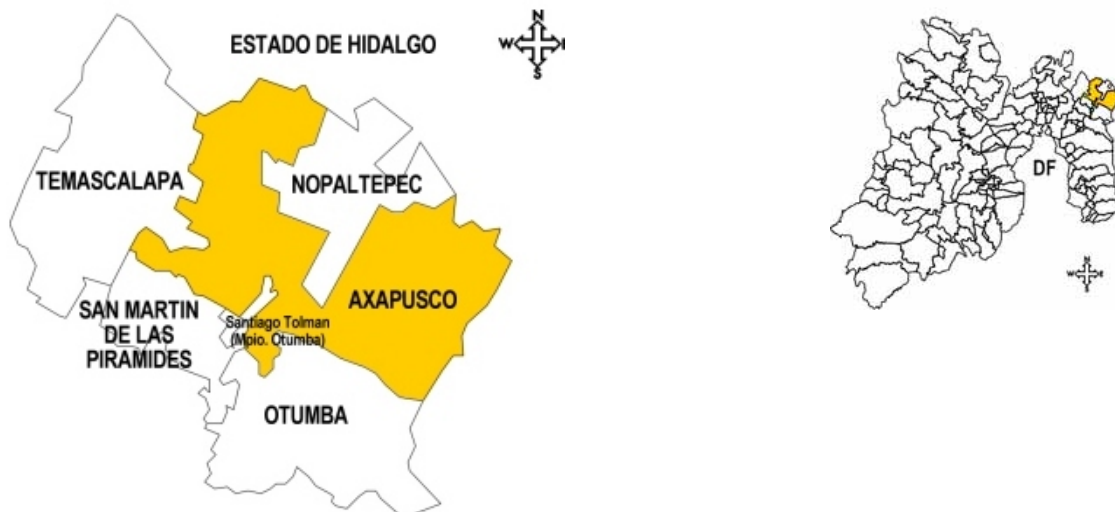 N
ESTADO DE HIDALGO
W
S
TEMASCALAPA
NOPALTEPEC
AXAPUSCO
SAN MARTIN
DE LAS
PIRAMIDES
Santiago Tolman
(Mpio. Otumba)
OTUMBA
DF
N
W
E
S